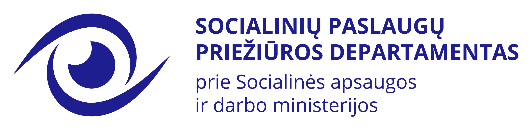 SOCIALINIŲ PASLAUGŲ
PRIEŽIŪROS DEPARTAMENTAS
prie Socialinės apsaugos
ir darbo ministerijos